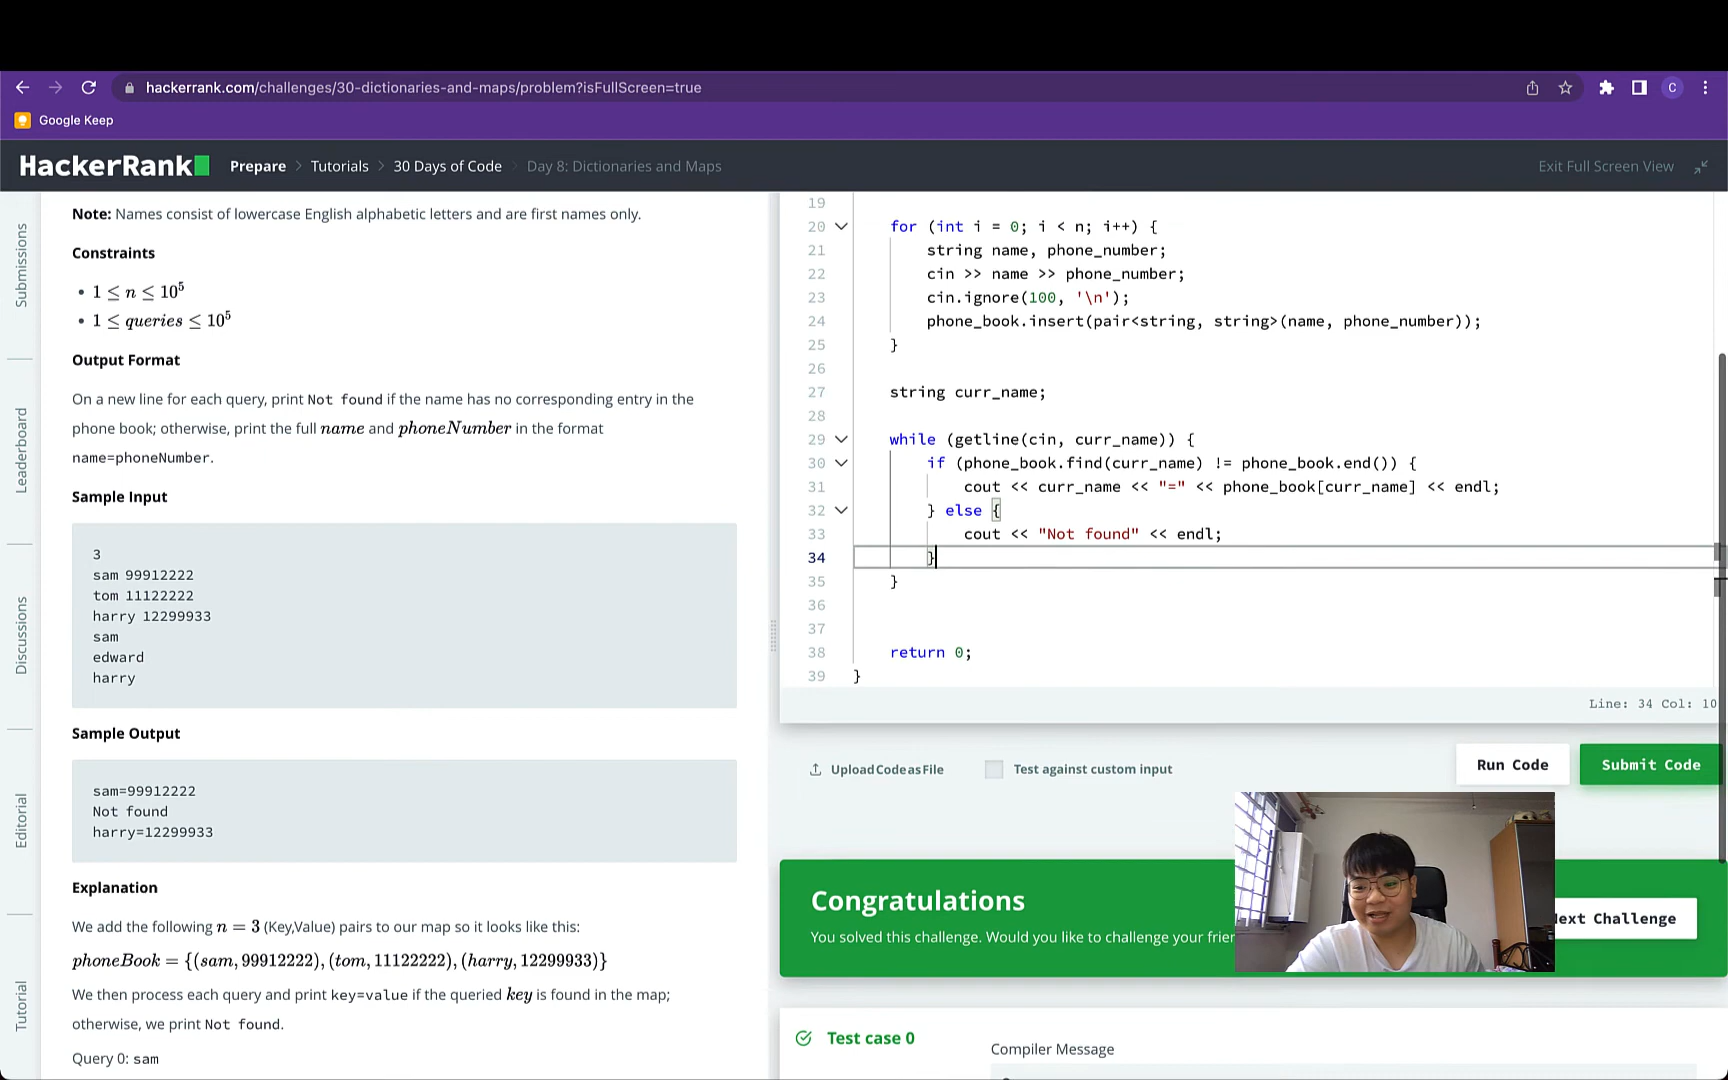 hackerrank.com/challenges/30-dictionaries-and-maps/problem?isFullScreen=true
C
Google Keep
HackerRank
Prepare > Tutorials > 30 Days of Code > Day 8: Dictionaries and Maps
Exit Full Screen View
Submissions
Leaderboard
Discussions
Editorial
Tutorial
Note: Names consist of lowercase English alphabetic letters and are first names only.
Constraints
• 1 ≤ n ≤ 10⁵
• 1 ≤ queries ≤ 10⁵
Output Format
On a new line for each query, print Not found if the name has no corresponding entry in the
phone book; otherwise, print the full name and phoneNumber in the format
name=phoneNumber.
Sample Input
3
sam 99912222
tom 11122222
harry 12299933
sam
edward
harry
Sample Output
sam=99912222
Not found
harry=12299933
Explanation
We add the following n = 3 (Key,Value) pairs to our map so it looks like this:
phoneBook = {(sam, 99912222), (tom, 11122222), (harry, 12299933)}
We then process each query and print key=value if the queried key is found in the map;
otherwise, we print Not found.
Query 0: sam
19
20 for (int i = 0; i < n; i++) {
21 string name, phone_number;
22 cin >> name >> phone_number;
23 cin.ignore(100, '\n');
24 phone_book.insert(pair<string, string>(name, phone_number));
25 }
26
27 string curr_name;
28
29 while (getline(cin, curr_name)) {
30 if (phone_book.find(curr_name) != phone_book.end()) {
31 cout << curr_name << "=" << phone_book[curr_name] << endl;
32 } else {
33 cout << "Not found" << endl;
34 }
35 }
36
37
38 return 0;
39 }
Line: 34 Col: 10
Upload Code as File
Test against custom input
Run Code
Submit Code
Congratulations
You solved this challenge. Would you like to challenge your
Challenge
Test case 0
Compiler Message